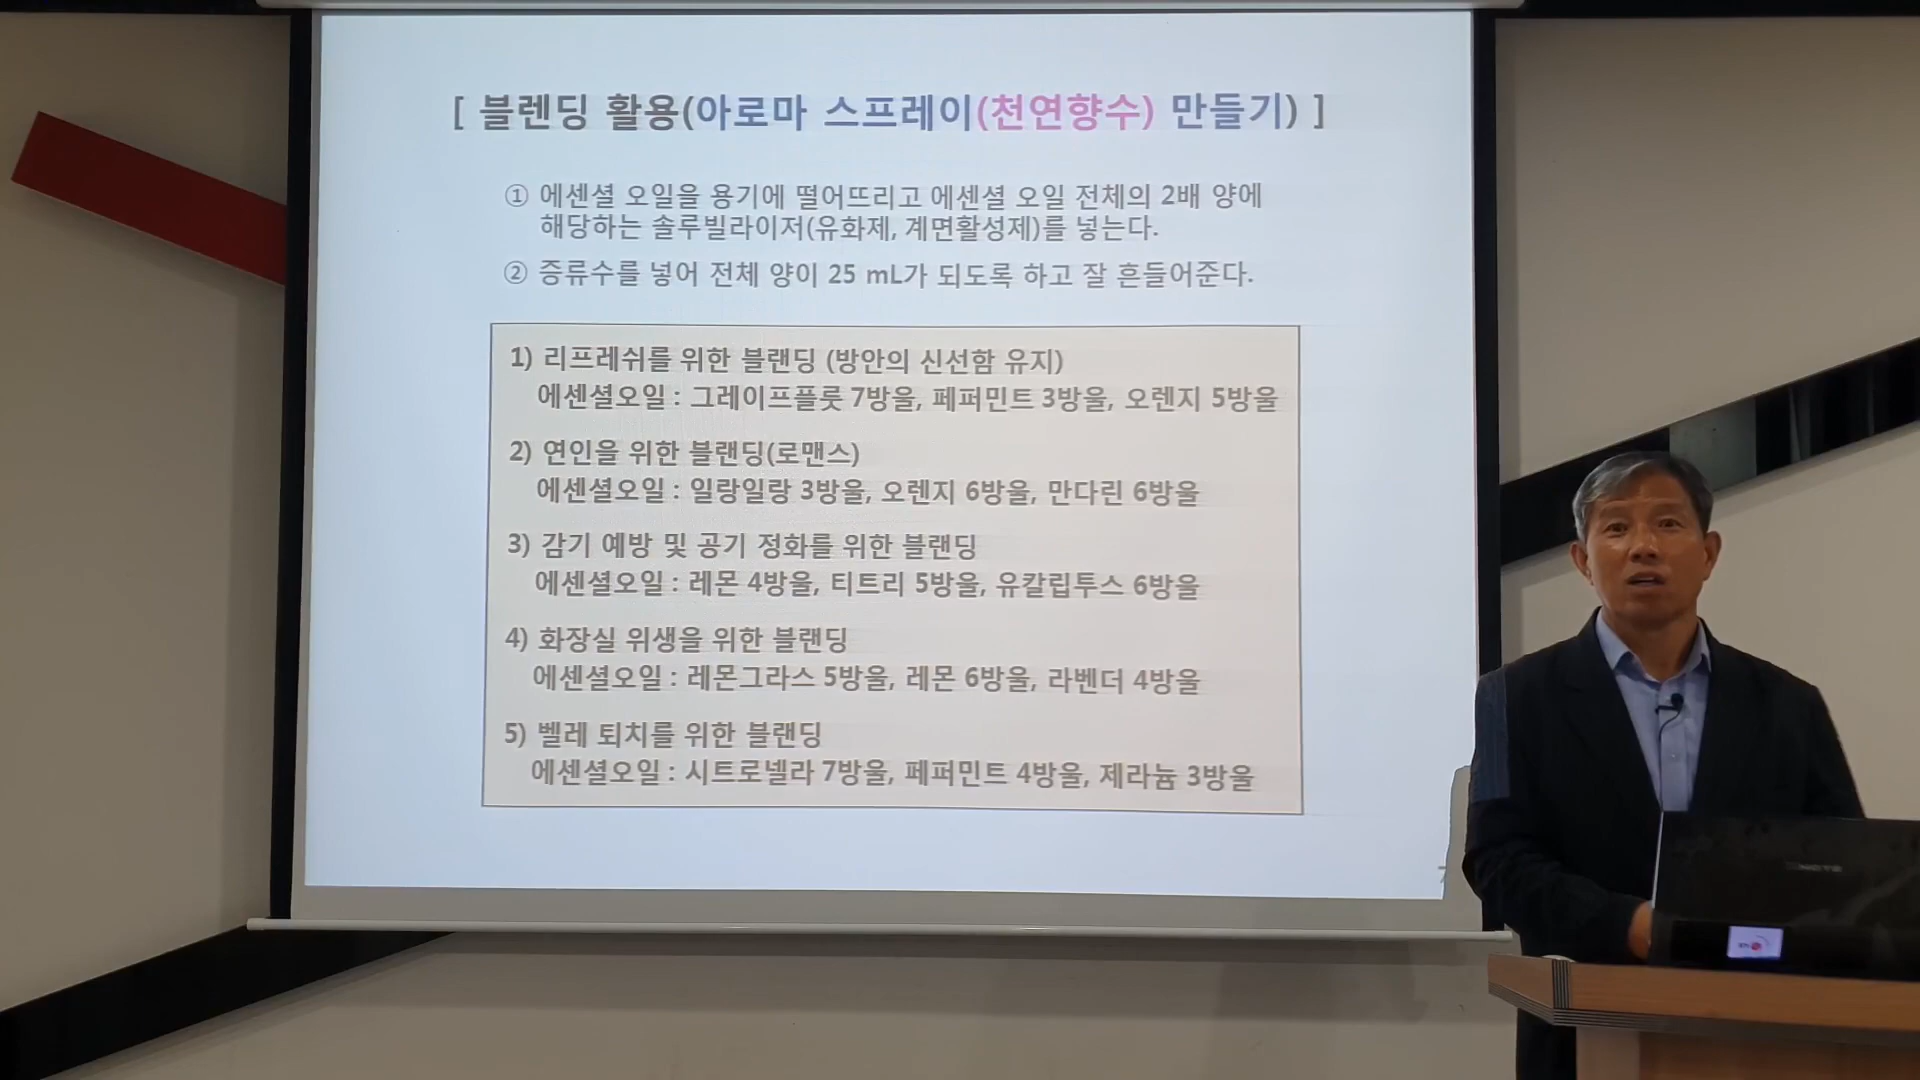 [ 블렌딩 활용(아로마 스프레이(천연향수) 만들기) ]
① 에센셜 오일을 용기에 떨어뜨리고 에센셜 오일 전체의 2배 양에
해당하는 솔루빌라이저(유화제, 계면활성제)를 넣는다.
② 증류수를 넣어 전체 양이 25 mL가 되도록 하고 잘 흔들어준다.
1) 리프레쉬를 위한 블랜딩 (방안의 신선함 유지)
에센셜오일 : 그레이프플룻 7방울, 페퍼민트 3방울, 오렌지 5방울
2) 연인을 위한 블랜딩(로맨스)
에센셜오일 : 일랑일랑 3방울, 오렌지 6방울, 만다린 6방울
3) 감기 예방 및 공기 정화를 위한 블랜딩
에센셜오일 : 레몬 4방울, 티트리 5방울, 유칼립투스 6방울
4) 화장실 위생을 위한 블랜딩
에센셜오일 : 레몬그라스 5방울, 레몬 6방울, 라벤더 4방울
5) 벨레 퇴치를 위한 블랜딩
에센셜오일 : 시트로넬라 7방울, 페퍼민트 4방울, 제라늄 3방울